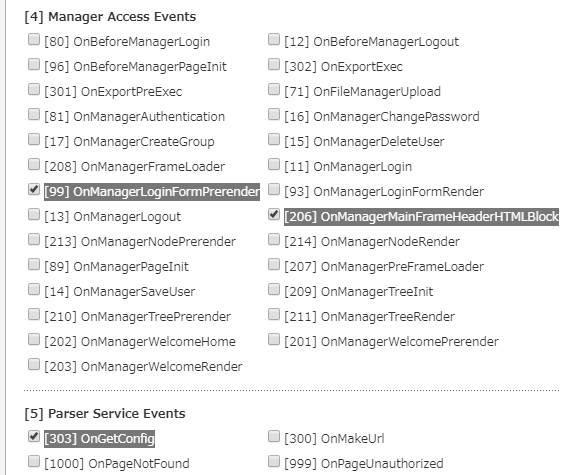 [4] Manager Access Events
[80] OnBeforeManagerLogin [12] OnBeforeManagerLogout
[96] OnBeforeManagerPageInit [302] OnExportExec
[301] OnExportPreExec [71] OnFileManagerUpload
[81] OnManagerAuthentication [16] OnManagerChangePassword
[17] OnManagerCreateGroup [15] OnManagerDeleteUser
[208] OnManagerFrameLoader [11] OnManagerLogin
[99] OnManagerLoginFormPrerender [93] OnManagerLoginFormRender
[13] OnManagerLogout [206] OnManagerMainFrameHeaderHTMLBlock
[213] OnManagerNodePrerender [214] OnManagerNodeRender
[89] OnManagerPageInit [207] OnManagerPreFrameLoader
[14] OnManagerSaveUser [209] OnManagerTreeInit
[210] OnManagerTreePrerender [211] OnManagerTreeRender
[202] OnManagerWelcomeHome [201] OnManagerWelcomePrerender
[203] OnManagerWelcomeRender
[5] Parser Service Events
[303] OnGetConfig [300] OnMakeUrl
[1000] OnPageNotFound [999] OnPageUnauthorized